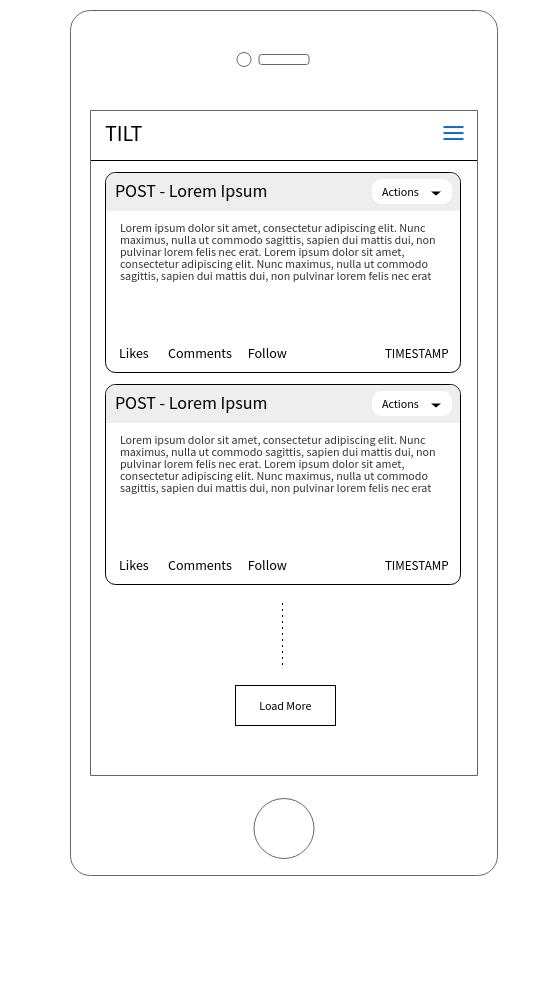 TILT
POST - Lorem Ipsum
Actions
Lorem ipsum dolor sit amet, consectetur adipiscing elit. Nunc
maximus, nulla ut commodo sagittis, sapien dui mattis dui, non
pulvinar lorem felis nec erat. Lorem ipsum dolor sit amet,
consectetur adipiscing elit. Nunc maximus, nulla ut commodo
sagittis, sapien dui mattis dui, non pulvinar lorem felis nec erat
Likes Comments Follow TIMESTAMP
POST - Lorem Ipsum
Actions
Lorem ipsum dolor sit amet, consectetur adipiscing elit. Nunc
maximus, nulla ut commodo sagittis, sapien dui mattis dui, non
pulvinar lorem felis nec erat. Lorem ipsum dolor sit amet,
consectetur adipiscing elit. Nunc maximus, nulla ut commodo
sagittis, sapien dui mattis dui, non pulvinar lorem felis nec erat
Likes Comments Follow TIMESTAMP
Load More